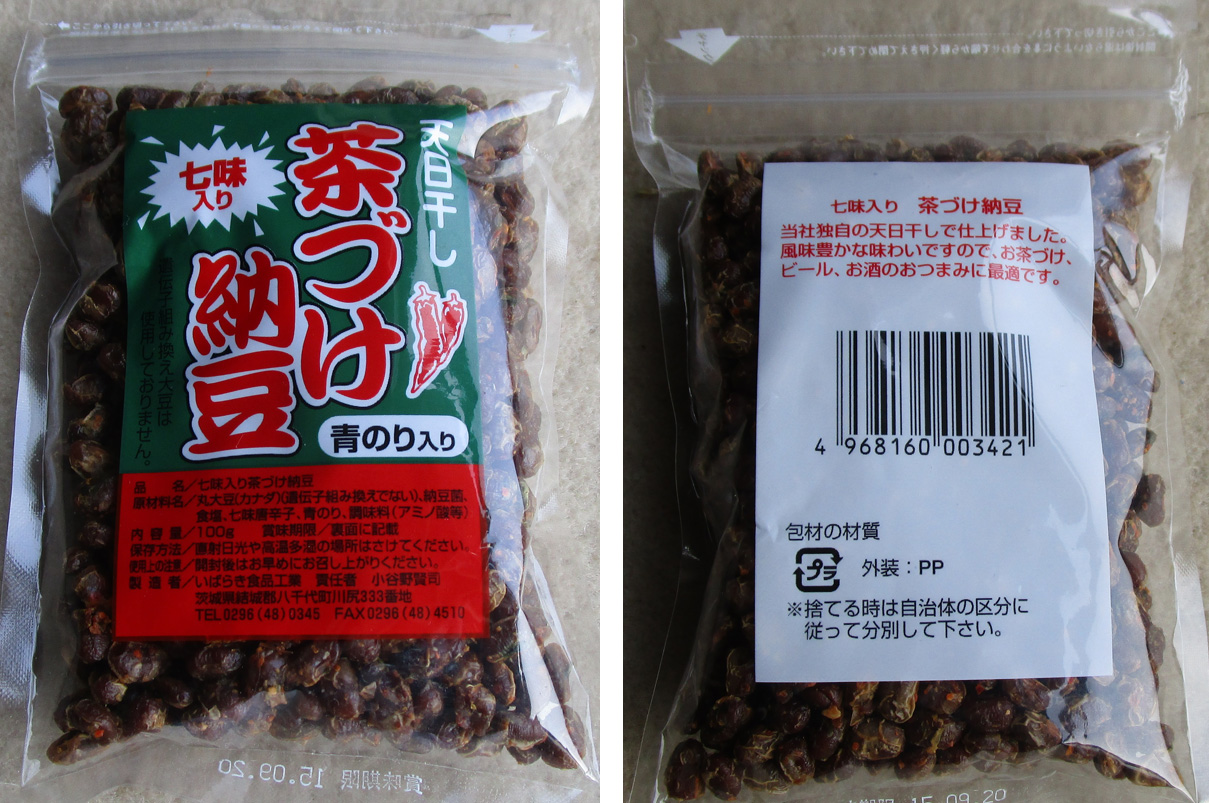 天日干し
茶づけ
納豆
七味
入り
遺伝子組み換え大豆は
使用しておりません。
青のり入り
品　　名／七味入り茶づけ納豆
原材料名／丸大豆(カナダ)(遺伝子組み換えでない)、納豆菌、
食塩、七味唐辛子、青のり、調味料(アミノ酸等)
内 容 量／100g　　賞味期限／裏面に記載
保存方法／直射日光や高温多湿の場所はさけてください。
使用上の注意／開封後はお早めにお召し上がりください。
製 造 者／いばらき食品工業　責任者　小谷野賢司
茨城県結城郡八千代町川尻333番地
TEL0296(48)0345　FAX0296(48)4510
賞味期限 15.09.20
七味入り　茶づけ納豆
当社独自の天日干しで仕上げました。
風味豊かな味わいですので、お茶づけ、
ビール、お酒のおつまみに最適です。
4 968160 003421
包材の材質
プラ　外装：PP
※捨てる時は自治体の区分に
従って分別して下さい。
15.09.20